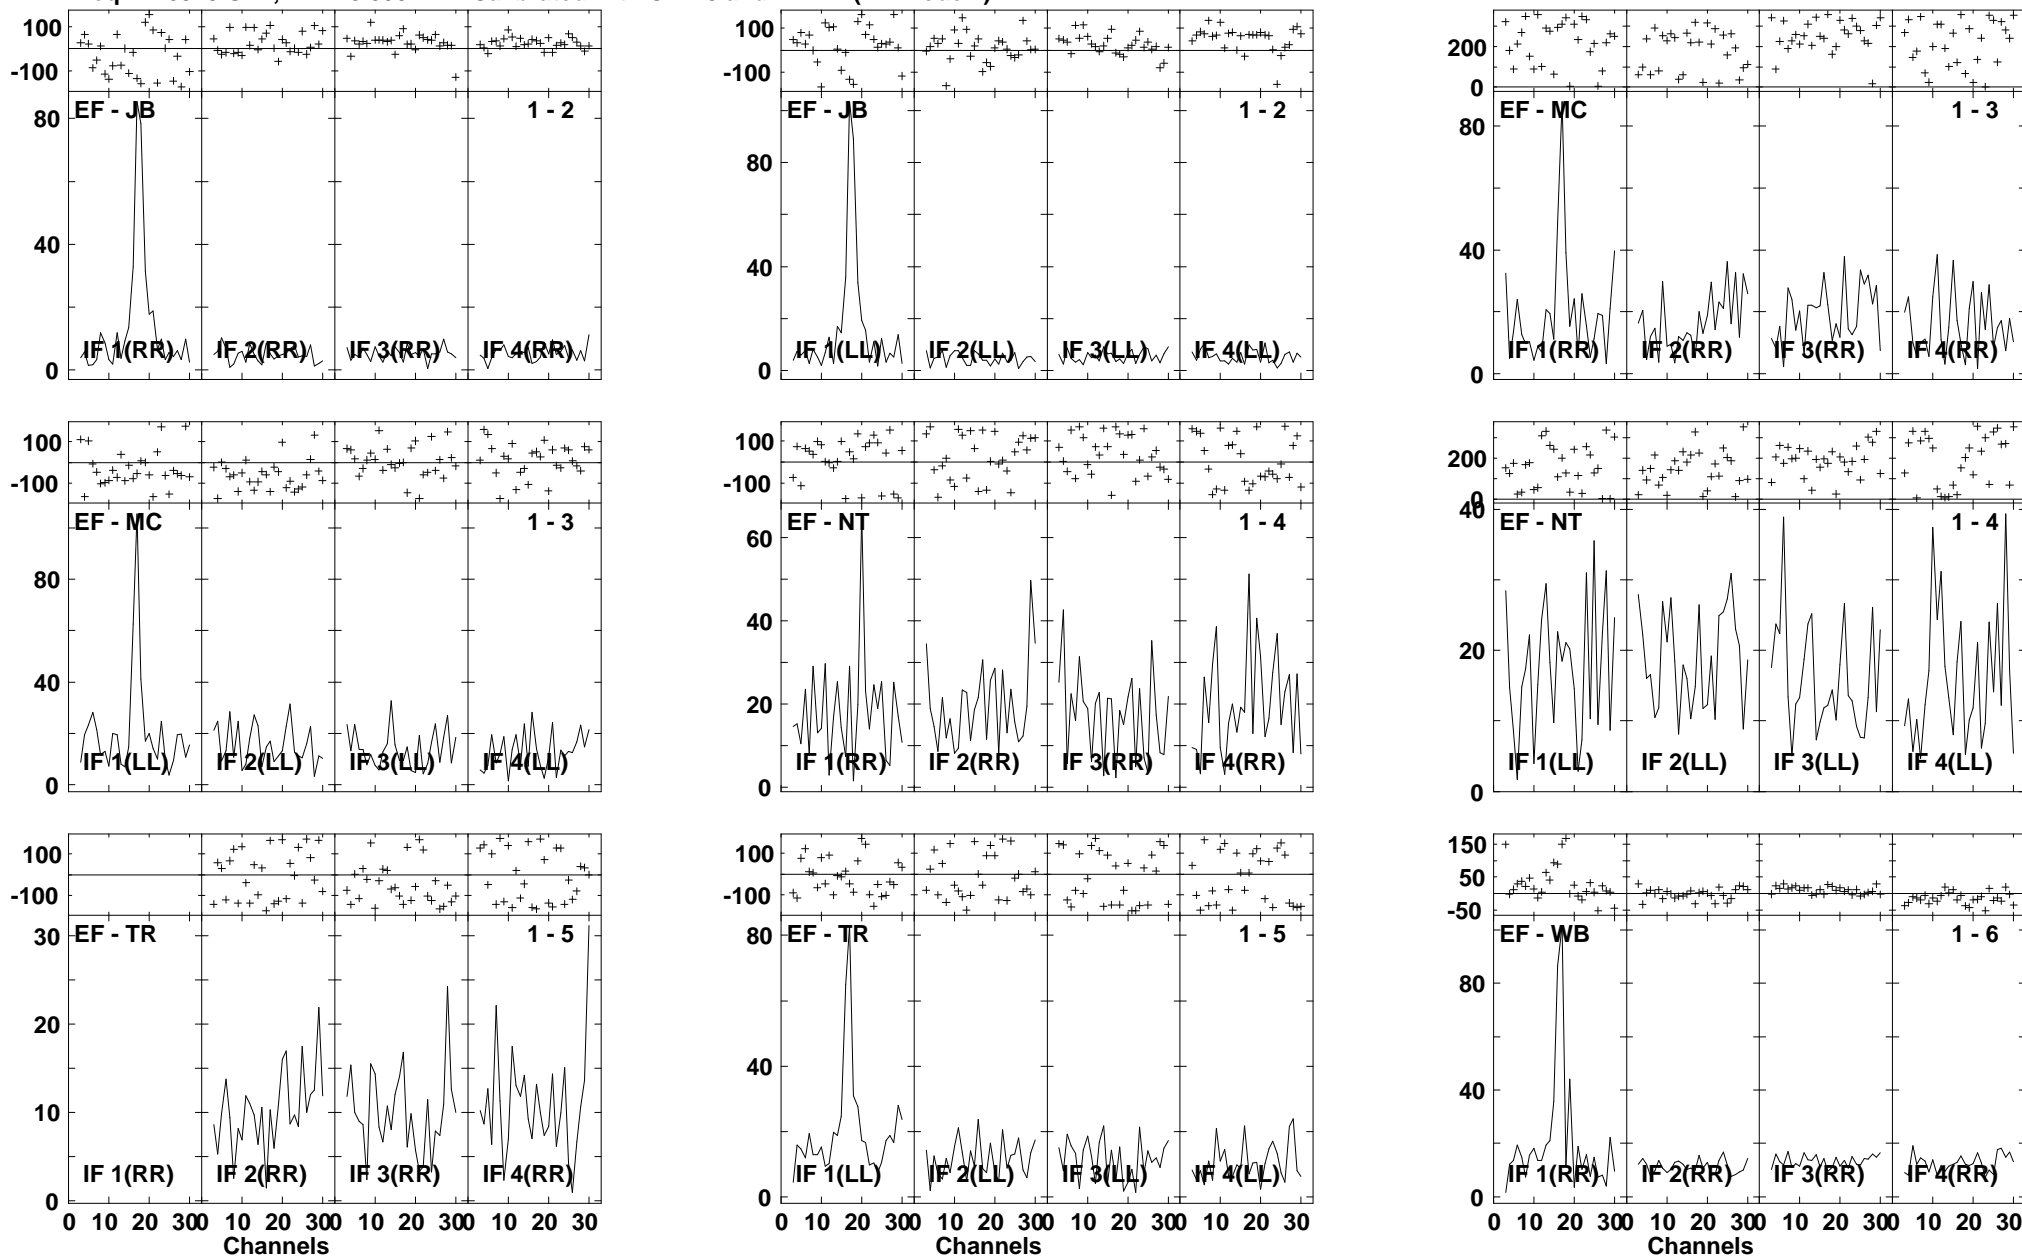 100
-100
EF - JB 1 - 2
80
40
0
IF 1(RR) IF 2(RR) IF 3(RR) IF 4(RR)
100
-100
EF - JB 1 - 2
80
40
0
IF 1(LL) IF 2(LL) IF 3(LL) IF 4(LL)
200
0
EF - MC 1 - 3
80
40
0
IF 1(RR) IF 2(RR) IF 3(RR) IF 4(RR)
100
-100
EF - MC 1 - 3
80
40
0
IF 1(LL) IF 2(LL) IF 3(LL) IF 4(LL)
100
-100
EF - NT 1 - 4
60
40
20
0
IF 1(RR) IF 2(RR) IF 3(RR) IF 4(RR)
200
0
EF - NT 1 - 4
40
20
0
IF 1(LL) IF 2(LL) IF 3(LL) IF 4(LL)
100
-100
EF - TR 1 - 5
30
20
10
0
IF 1(RR) IF 2(RR) IF 3(RR) IF 4(RR)
0 10 20 30 0 10 20 30 0 10 20 30 0 10 20 30
Channels
100
-100
EF - TR 1 - 5
80
40
0
IF 1(LL) IF 2(LL) IF 3(LL) IF 4(LL)
0 10 20 30 0 10 20 30 0 10 20 30 0 10 20 30
Channels
150
50
-50
EF - WB 1 - 6
80
40
0
IF 1(RR) IF 2(RR) IF 3(RR) IF 4(RR)
0 10 20 30 0 10 20 30 0 10 20 30 0 10 20 30
Channels